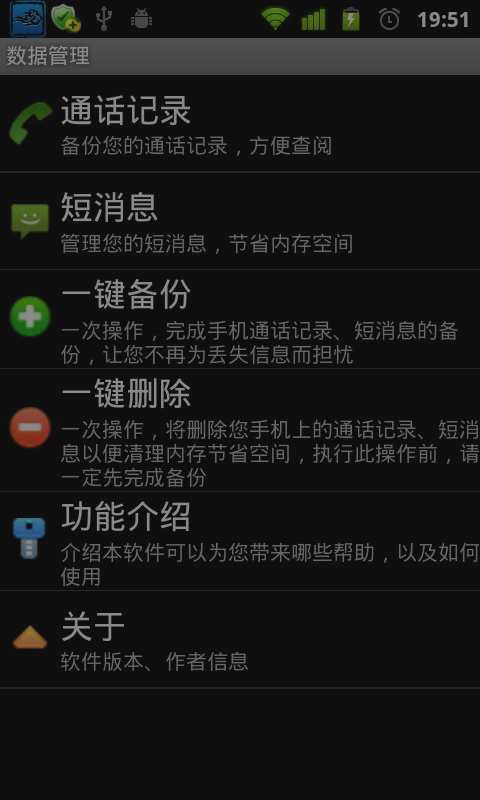 19:51
数据管理
通话记录
备份您的通话记录，方便查阅
短消息
管理您的短消息，节省内存空间
一键备份
一次操作，完成手机通话记录、短消息的备
份，让您不再为丢失信息而担忧
一键删除
一次操作，将删除您手机上的通话记录、短消
息以便清理内存节省空间，执行此操作前，请
一定先完成备份
功能介绍
介绍本软件可以为您带来哪些帮助，以及如何
使用
关于
软件版本、作者信息